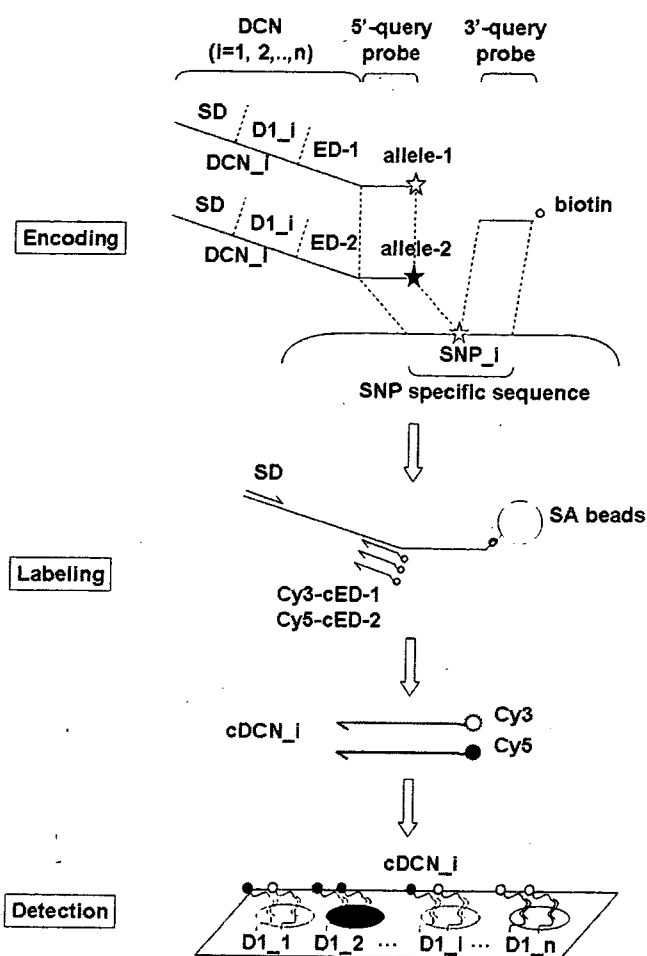 DCN
(i=1, 2,..,n)
5'-query
probe
3'-query
probe
SD
D1_i
ED-1
DCN_i
allele-1
SD
D1_i
ED-2
DCN_i
allele-2
biotin
Encoding
SNP_i
SNP specific sequence
SD
SA beads
Labeling
Cy3-cED-1
Cy5-cED-2
cDCN_i
Cy3
Cy5
cDCN_i
Detection
D1_1 D1_2 ... D1_i ... D1_n